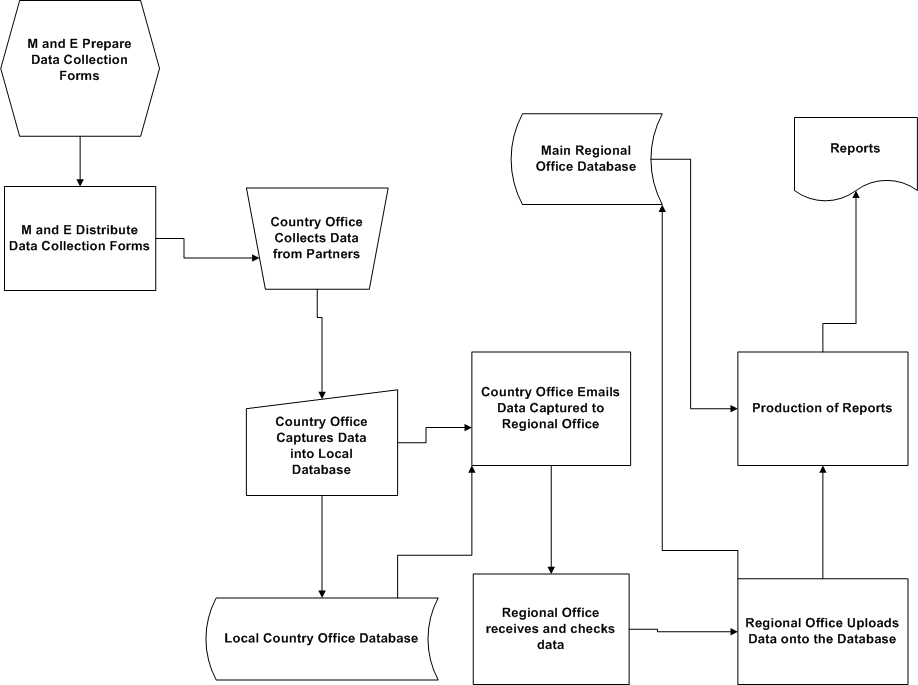 M and E Prepare
Data Collection
Forms
M and E Distribute
Data Collection Forms
Country Office
Collects Data
from Partners
Country Office
Captures Data
into Local
Database
Local Country Office Database
Country Office Emails
Data Captured to
Regional Office
Regional Office
receives and checks
data
Main Regional
Office Database
Reports
Production of Reports
Regional Office Uploads
Data onto the Database